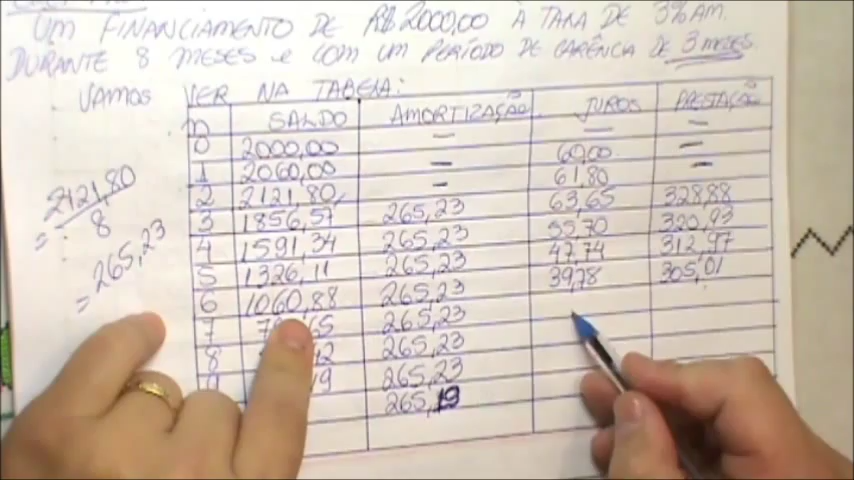 UM FINANCIAMENTO DE R$ 2000,00 À TAXA DE 3% AM.
DURANTE 8 MESES E COM UM PERÍODO DE CARÊNCIA DE 3 MESES.
VAMOS VER NA TABELA:
n SALDO AMORTIZAÇÃO JUROS PRESTAÇÃO
0 2000,00 — — —
1 2060,00 — 60,00 —
2 2121,80 — 61,80 —
3 1856,57 265,23 63,65 328,88
4 1591,34 265,23 55,70 320,93
5 1326,11 265,23 47,74 312,97
6 1060,88 265,23 39,78 305,01
7 265,23
8 265,23
9 265,23
265,19
2121,80
8
= 265,23
=